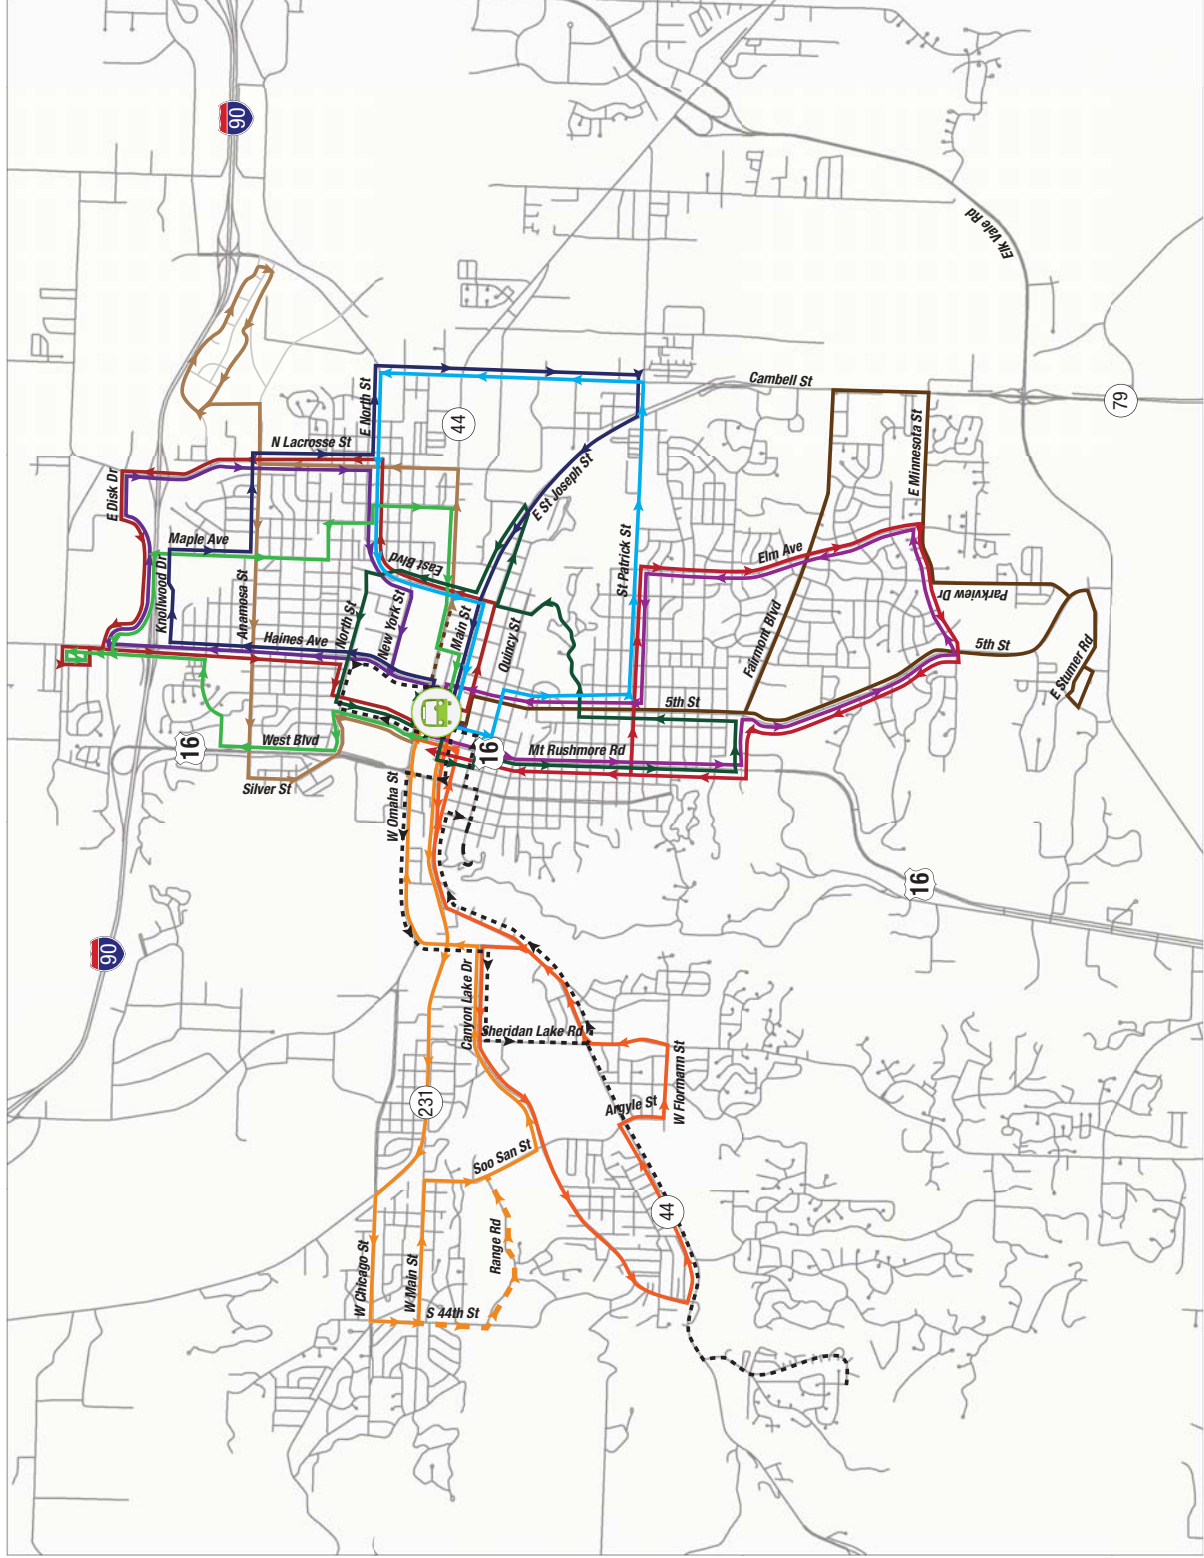 90
Elk Vale Rd
E North St
Cambell St
79
44
N Lacrosse St
E Disk Dr
E Minnesota St
E St Joseph St
Maple Ave
East Blvd
Elm Ave
St Patrick St
Knollwood Dr
Anamosa St
Parkview Dr
North St
New York St
Main St
Haines Ave
Quincy St
Fairmont Blvd
5th St
E Stumer Rd
5th St
West Blvd
16
16
Mt Rushmore Rd
Silver St
W Omaha St
16
90
Canyon Lake Dr
Sheridan Lake Rd
231
Argyle St
W Flormann St
Soo San St
44
Range Rd
W Chicago St
W Main St
S 44th St